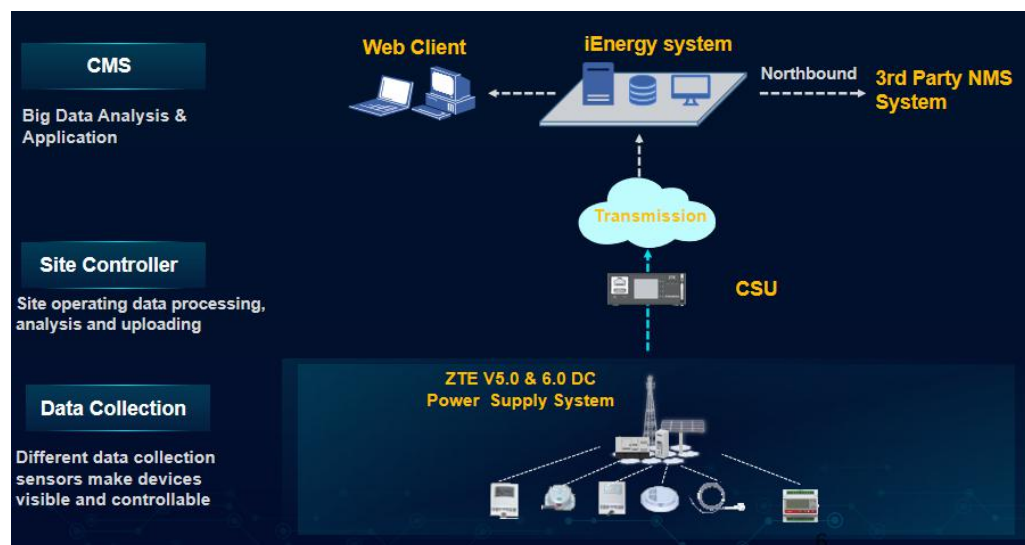 CMS
Big Data Analysis &
Application
Web Client
iEnergy system
Northbound
3rd Party NMS
System
Transmission
Site Controller
Site operating data processing,
analysis and uploading
CSU
Data Collection
Different data collection
sensors make devices
visible and controllable
ZTE V5.0 & 6.0 DC
Power Supply System